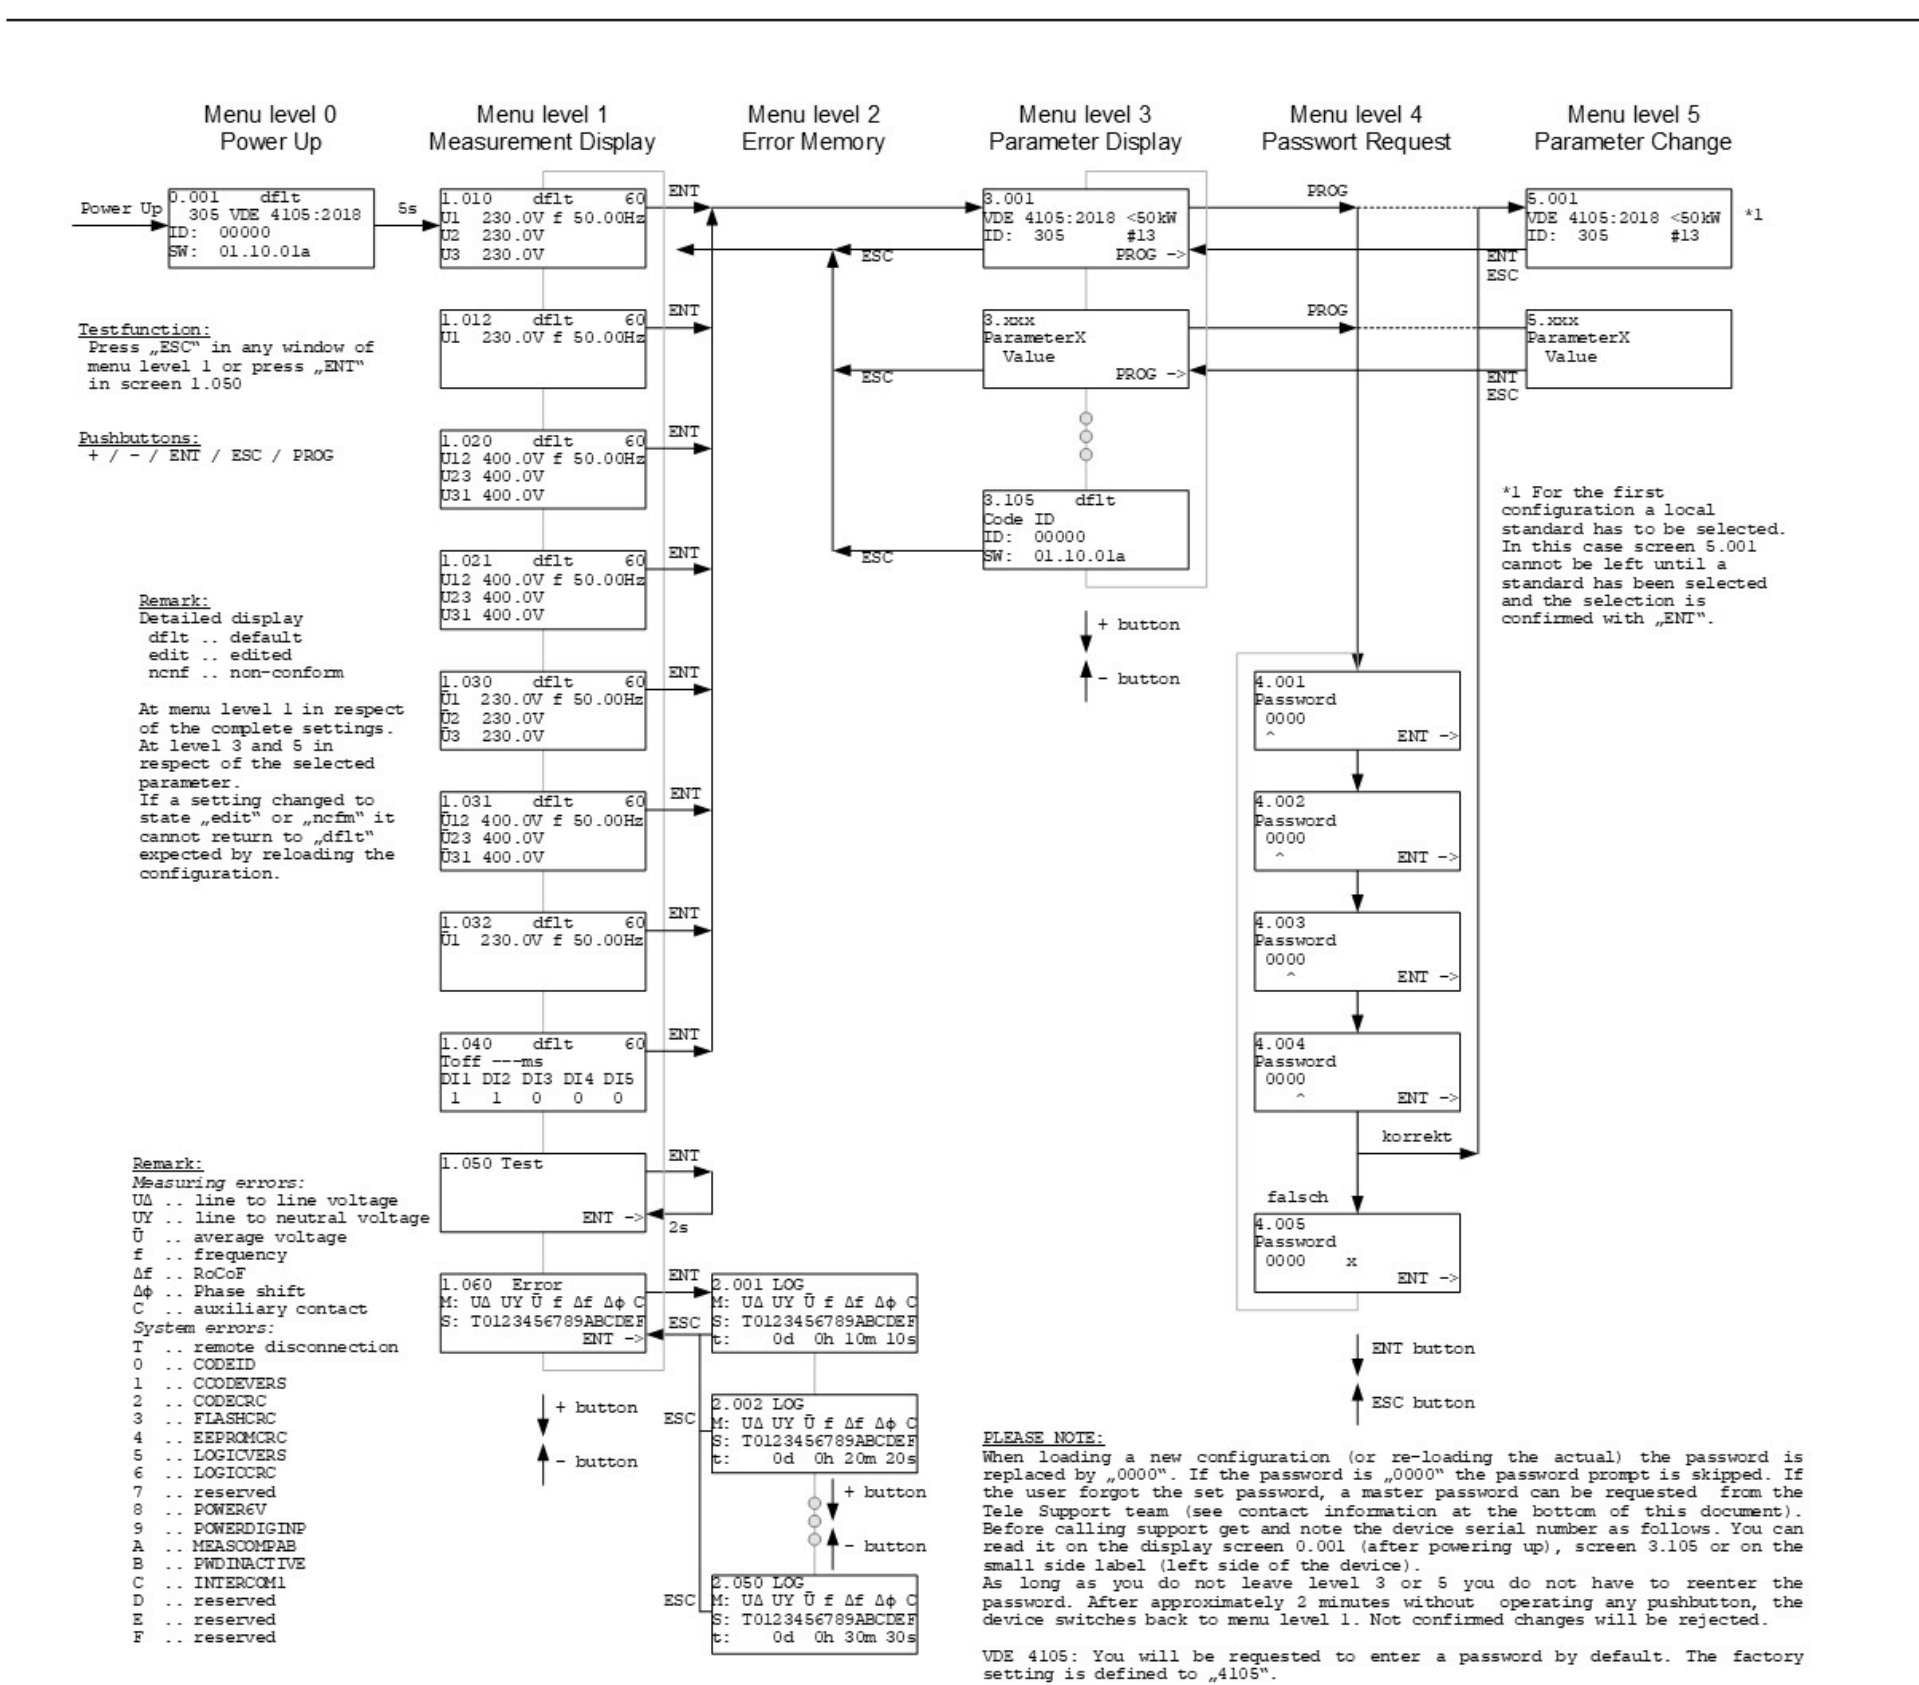 Menu level 0
Power Up
Menu level 1
Measurement Display
Menu level 2
Error Memory
Menu level 3
Parameter Display
Menu level 4
Passwort Request
Menu level 5
Parameter Change
Power Up
0.001 dflt
305 VDE 4105:2018
ID: 00000
SW: 01.10.01a
5s
1.010 dflt 60
U1 230.0V f 50.00Hz
U2 230.0V
U3 230.0V
ENT
ESC
3.001
VDE 4105:2018 <50kW
ID: 305 #13
PROG ->
PROG
ENT
ESC
5.001
VDE 4105:2018 <50kW
ID: 305 #13
*1
Testfunction:
Press „ESC“ in any window of
menu level 1 or press „ENT“
in screen 1.050
1.012 dflt 60
U1 230.0V f 50.00Hz
ENT
ESC
3.xxx
ParameterX
Value
PROG ->
PROG
ENT
ESC
5.xxx
ParameterX
Value
Pushbuttons:
+ / - / ENT / ESC / PROG
1.020 dflt 60
U12 400.0V f 50.00Hz
U23 400.0V
U31 400.0V
ENT
ESC
3.105 dflt
Code ID
ID: 00000
SW: 01.10.01a
+ button
- button
*1 For the first
configuration a local
standard has to be selected.
In this case screen 5.001
cannot be left until a
standard has been selected
and the selection is
confirmed with „ENT“.
1.021 dflt 60
U12 400.0V f 50.00Hz
U23 400.0V
U31 400.0V
ENT
Remark:
Detailed display
dflt .. default
edit .. edited
ncnf .. non-conform
At menu level 1 in respect
of the complete settings.
At level 3 and 5 in
respect of the selected
parameter.
If a setting changed to
state „edit“ or „ncfm“ it
cannot return to „dflt“
expected by reloading the
configuration.
1.030 dflt 60
Ū1 230.0V f 50.00Hz
Ū2 230.0V
Ū3 230.0V
ENT
1.031 dflt 60
Ū12 400.0V f 50.00Hz
Ū23 400.0V
Ū31 400.0V
ENT
1.032 dflt 60
Ū1 230.0V f 50.00Hz
ENT
1.040 dflt 60
Toff ---ms
DI1 DI2 DI3 DI4 DI5
1 1 0 0 0
ENT
4.001
Password
0000
^ ENT ->
4.002
Password
0000
^ ENT ->
4.003
Password
0000
^ ENT ->
4.004
Password
0000
^ ENT ->
korrekt
falsch
4.005
Password
0000 x
ENT ->
ENT button
ESC button
Remark:
Measuring errors:
UΔ .. line to line voltage
UY .. line to neutral voltage
Ū .. average voltage
f .. frequency
Δf .. RoCoF
Δϕ .. Phase shift
C .. auxiliary contact
System errors:
T .. remote disconnection
0 .. CODEID
1 .. CCODEVERS
2 .. CODECRC
3 .. FLASHCRC
4 .. EEPROMCRC
5 .. LOGICVERS
6 .. LOGICCRC
7 .. reserved
8 .. POWER6V
9 .. POWERDIGINP
A .. MEASCOMPAB
B .. PWDINACTIVE
C .. INTERCOM1
D .. reserved
E .. reserved
F .. reserved
1.050 Test
ENT ->
ENT
2s
1.060 Error
M: UΔ UY Ū f Δf Δϕ C
S: T0123456789ABCDEF
ENT ->
ENT
ESC
+ button
- button
2.001 LOG
M: UΔ UY Ū f Δf Δϕ C
S: T0123456789ABCDEF
t: 0d 0h 10m 10s
ESC
2.002 LOG
M: UΔ UY Ū f Δf Δϕ C
S: T0123456789ABCDEF
t: 0d 0h 20m 20s
+ button
- button
ESC
2.050 LOG
M: UΔ UY Ū f Δf Δϕ C
S: T0123456789ABCDEF
t: 0d 0h 30m 30s
PLEASE NOTE:
When loading a new configuration (or re-loading the actual) the password is
replaced by „0000“. If the password is „0000“ the password prompt is skipped. If
the user forgot the set password, a master password can be requested from the
Tele Support team (see contact information at the bottom of this document).
Before calling support get and note the device serial number as follows. You can
read it on the display screen 0.001 (after powering up), screen 3.105 or on the
small side label (left side of the device).
As long as you do not leave level 3 or 5 you do not have to reenter the
password. After approximately 2 minutes without operating any pushbutton, the
device switches back to menu level 1. Not confirmed changes will be rejected.
VDE 4105: You will be requested to enter a password by default. The factory
setting is defined to „4105“.